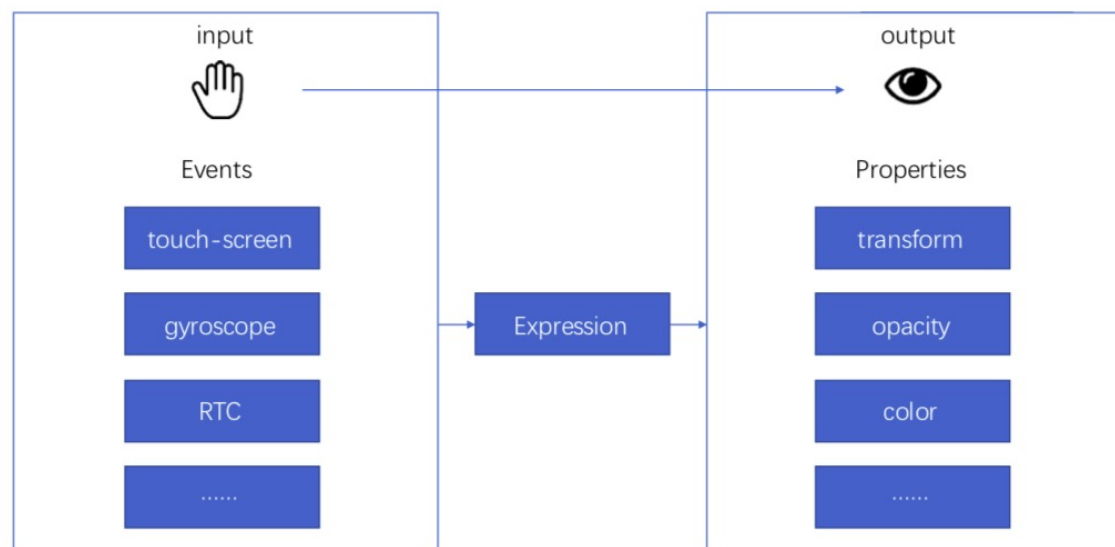 input
Events
touch-screen
gyroscope
RTC
......
Expression
output
Properties
transform
opacity
color
......